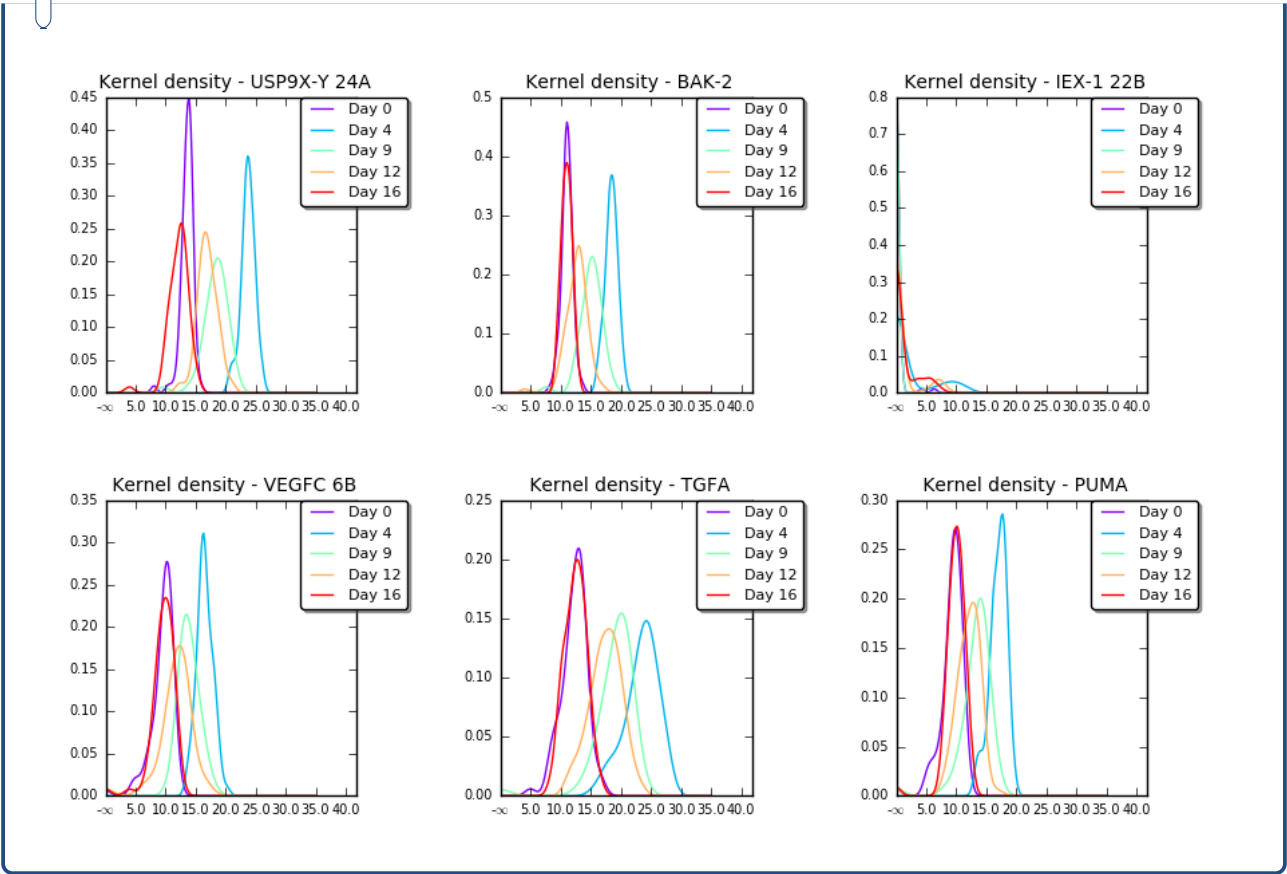 Kernel density - USP9X-Y 24A
0.45
0.40
0.35
0.30
0.25
0.20
0.15
0.10
0.05
0.00
-∞ 5.0 10.0 15.0 20.0 25.0 30.0 35.0 40.0
Day 0
Day 4
Day 9
Day 12
Day 16
Kernel density - BAK-2
0.5
0.4
0.3
0.2
0.1
0.0
-∞ 5.0 10.0 15.0 20.0 25.0 30.0 35.0 40.0
Day 0
Day 4
Day 9
Day 12
Day 16
Kernel density - IEX-1 22B
0.8
0.7
0.6
0.5
0.4
0.3
0.2
0.1
0.0
-∞ 5.0 10.0 15.0 20.0 25.0 30.0 35.0 40.0
Day 0
Day 4
Day 9
Day 12
Day 16
Kernel density - VEGFC 6B
0.35
0.30
0.25
0.20
0.15
0.10
0.05
0.00
-∞ 5.0 10.0 15.0 20.0 25.0 30.0 35.0 40.0
Day 0
Day 4
Day 9
Day 12
Day 16
Kernel density - TGFA
0.25
0.20
0.15
0.10
0.05
0.00
-∞ 5.0 10.0 15.0 20.0 25.0 30.0 35.0 40.0
Day 0
Day 4
Day 9
Day 12
Day 16
Kernel density - PUMA
0.30
0.25
0.20
0.15
0.10
0.05
0.00
-∞ 5.0 10.0 15.0 20.0 25.0 30.0 35.0 40.0
Day 0
Day 4
Day 9
Day 12
Day 16